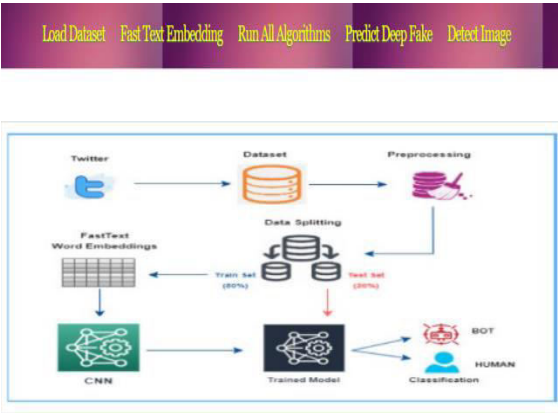 Load Dataset Fast Text Embedding Run All Algorithms Predict Deep Fake Detect Image
Twitter
Dataset
Preprocessing
Data Splitting
FastText
Word Embeddings
Train Set
(80%)
Test Set
(20%)
CNN
Trained Model
BOT
HUMAN
Classification